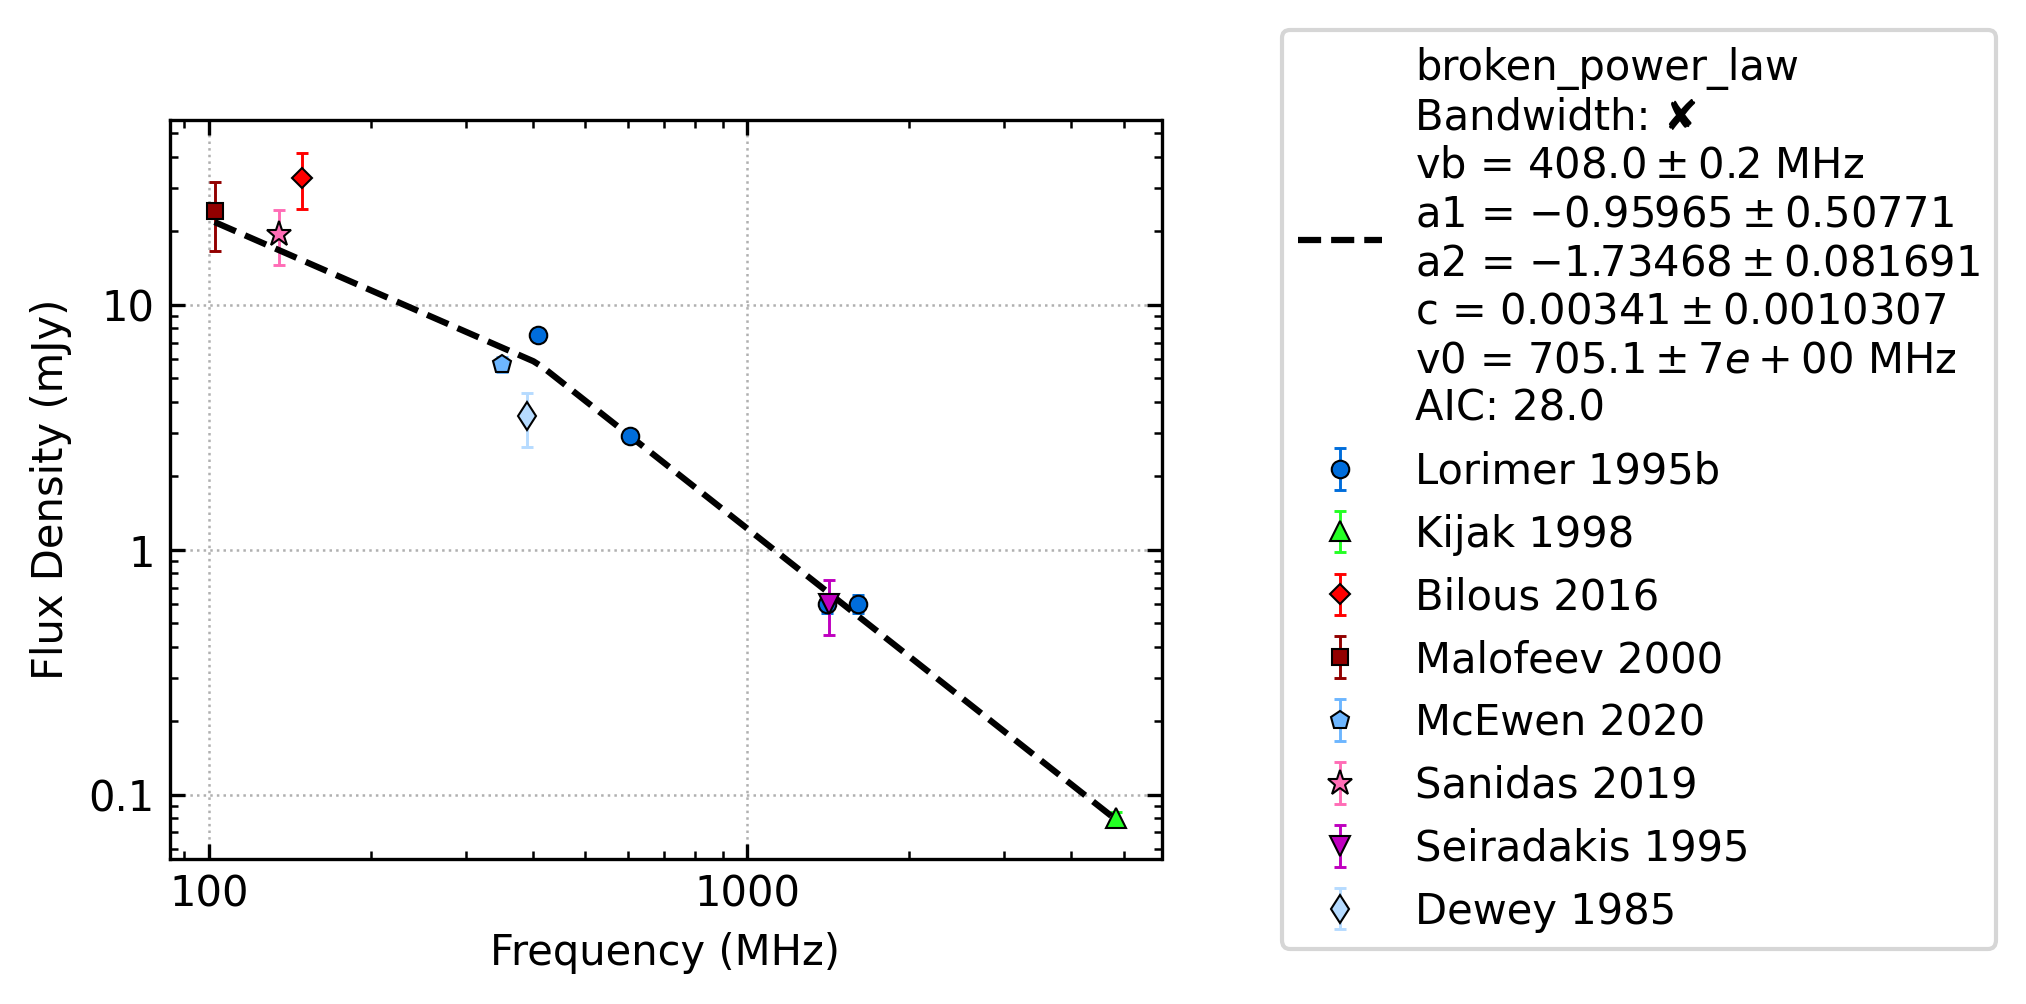 broken_power_law
Bandwidth: ✘
vb = 408.0 ± 0.2 MHz
a1 = −0.95965 ± 0.50771
a2 = −1.73468 ± 0.081691
c = 0.00341 ± 0.0010307
v0 = 705.1 ± 7e + 00 MHz
AIC: 28.0
Lorimer 1995b
Kijak 1998
Bilous 2016
Malofeev 2000
McEwen 2020
Sanidas 2019
Seiradakis 1995
Dewey 1985
Flux Density (mJy)
10
1
0.1
100
1000
Frequency (MHz)